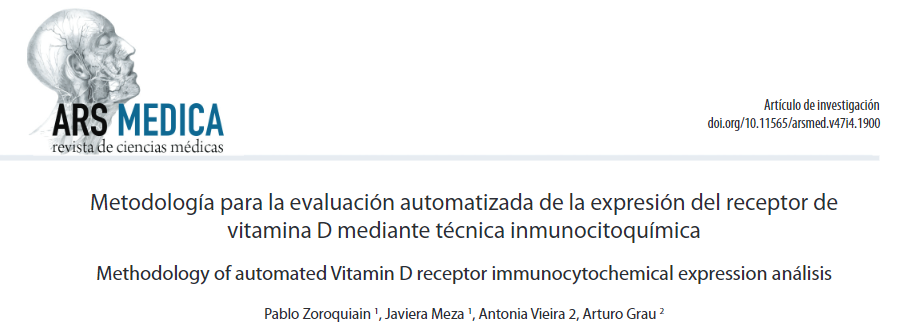 ARS MEDICA
revista de ciencias médicas
Artículo de investigación
doi.org/10.11565/arsmed.v47i4.1900
Metodología para la evaluación automatizada de la expresión del receptor de
vitamina D mediante técnica inmunocitoquímica
Methodology of automated Vitamin D receptor immunocytochemical expression análisis
Pablo Zoroquiain ¹, Javiera Meza ¹, Antonia Vieira 2, Arturo Grau ²